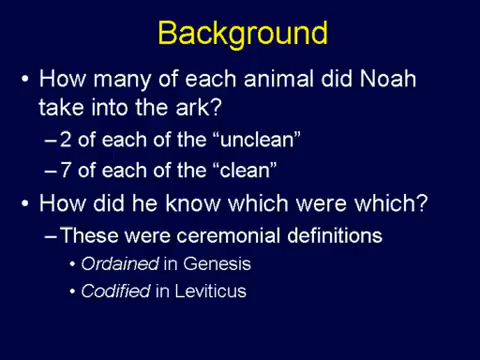 Background
• How many of each animal did Noah
take into the ark?
–2 of each of the “unclean”
–7 of each of the “clean”
• How did he know which were which?
–These were ceremonial definitions
• Ordained in Genesis
• Codified in Leviticus